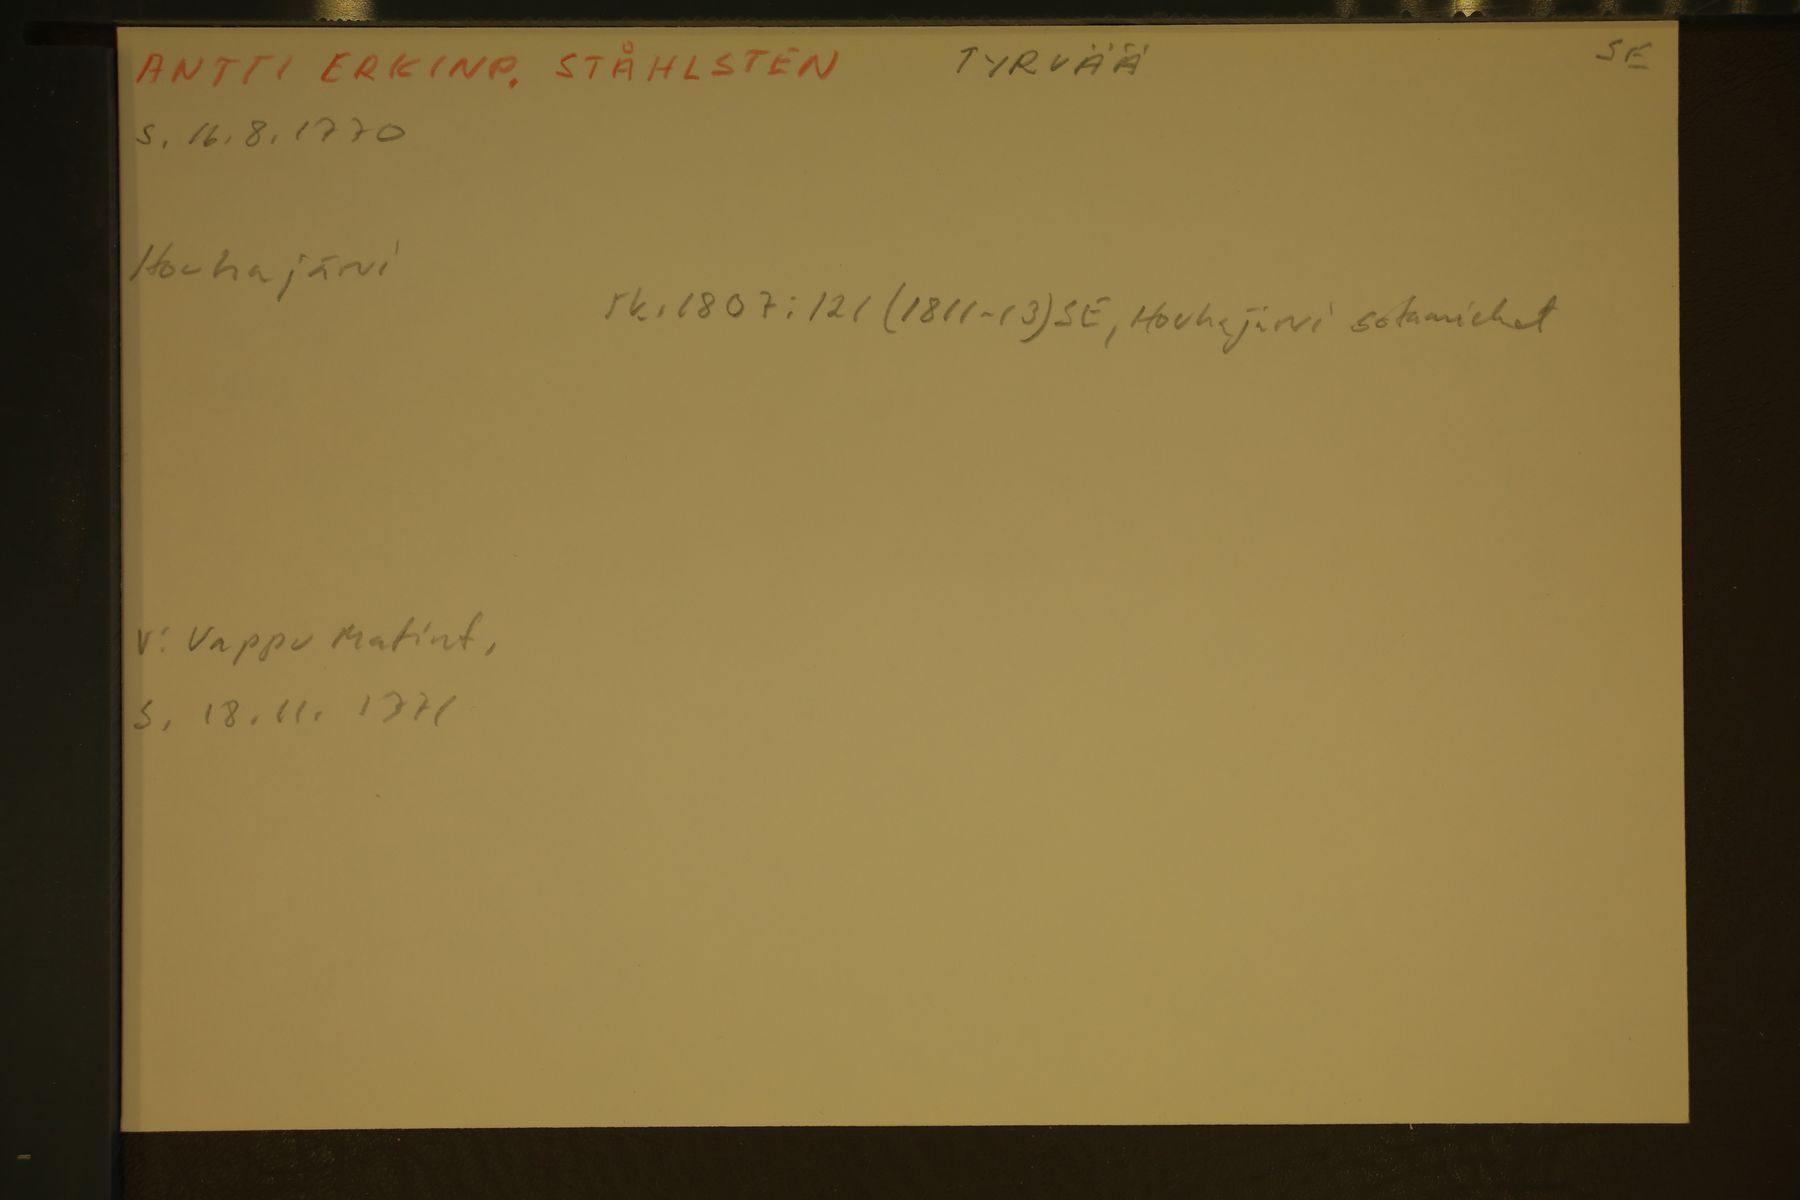 ANTTI ERKINP. STÅHLSTEN TYRVÄÄ SE
s. 16.8.1770
Houhajärvi
rk. 1807:121 (1811-13) SE, Houhajärvi sotamiehet
v: Vappu Matint.
s. 18.11. 1771